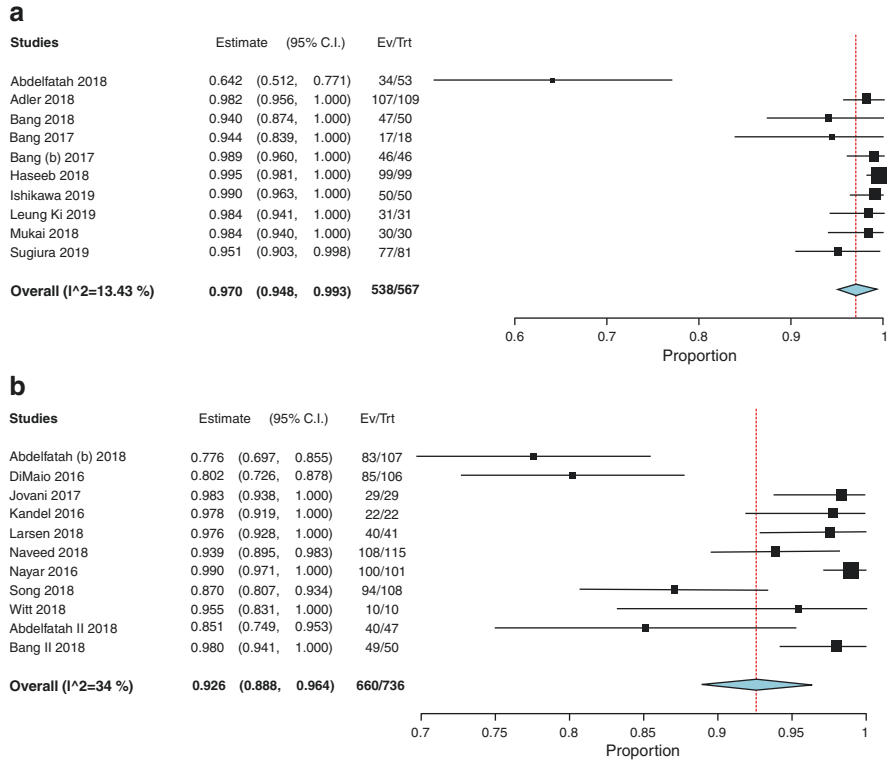 a
Studies Estimate (95% C.I.) Ev/Trt
Abdelfatah 2018 0.642 (0.512, 0.771) 34/53
Adler 2018 0.982 (0.956, 1.000) 107/109
Bang 2018 0.940 (0.874, 1.000) 47/50
Bang 2017 0.944 (0.839, 1.000) 17/18
Bang (b) 2017 0.989 (0.960, 1.000) 46/46
Haseeb 2018 0.995 (0.981, 1.000) 99/99
Ishikawa 2019 0.990 (0.963, 1.000) 50/50
Leung Ki 2019 0.984 (0.941, 1.000) 31/31
Mukai 2018 0.984 (0.940, 1.000) 30/30
Sugiura 2019 0.951 (0.903, 0.998) 77/81
Overall (I^2=13.43 %) 0.970 (0.948, 0.993) 538/567
0.6 0.7 0.8 0.9 1
Proportion
b
Studies Estimate (95% C.I.) Ev/Trt
Abdelfatah (b) 2018 0.776 (0.697, 0.855) 83/107
DiMaio 2016 0.802 (0.726, 0.878) 85/106
Jovani 2017 0.983 (0.938, 1.000) 29/29
Kandel 2016 0.978 (0.919, 1.000) 22/22
Larsen 2018 0.976 (0.928, 1.000) 40/41
Naveed 2018 0.939 (0.895, 0.983) 108/115
Nayar 2016 0.990 (0.971, 1.000) 100/101
Song 2018 0.870 (0.807, 0.934) 94/108
Witt 2018 0.955 (0.831, 1.000) 10/10
Abdelfatah II 2018 0.851 (0.749, 0.953) 40/47
Bang II 2018 0.980 (0.941, 1.000) 49/50
Overall (I^2=34 %) 0.926 (0.888, 0.964) 660/736
0.7 0.75 0.8 0.85 0.9 0.95 1
Proportion